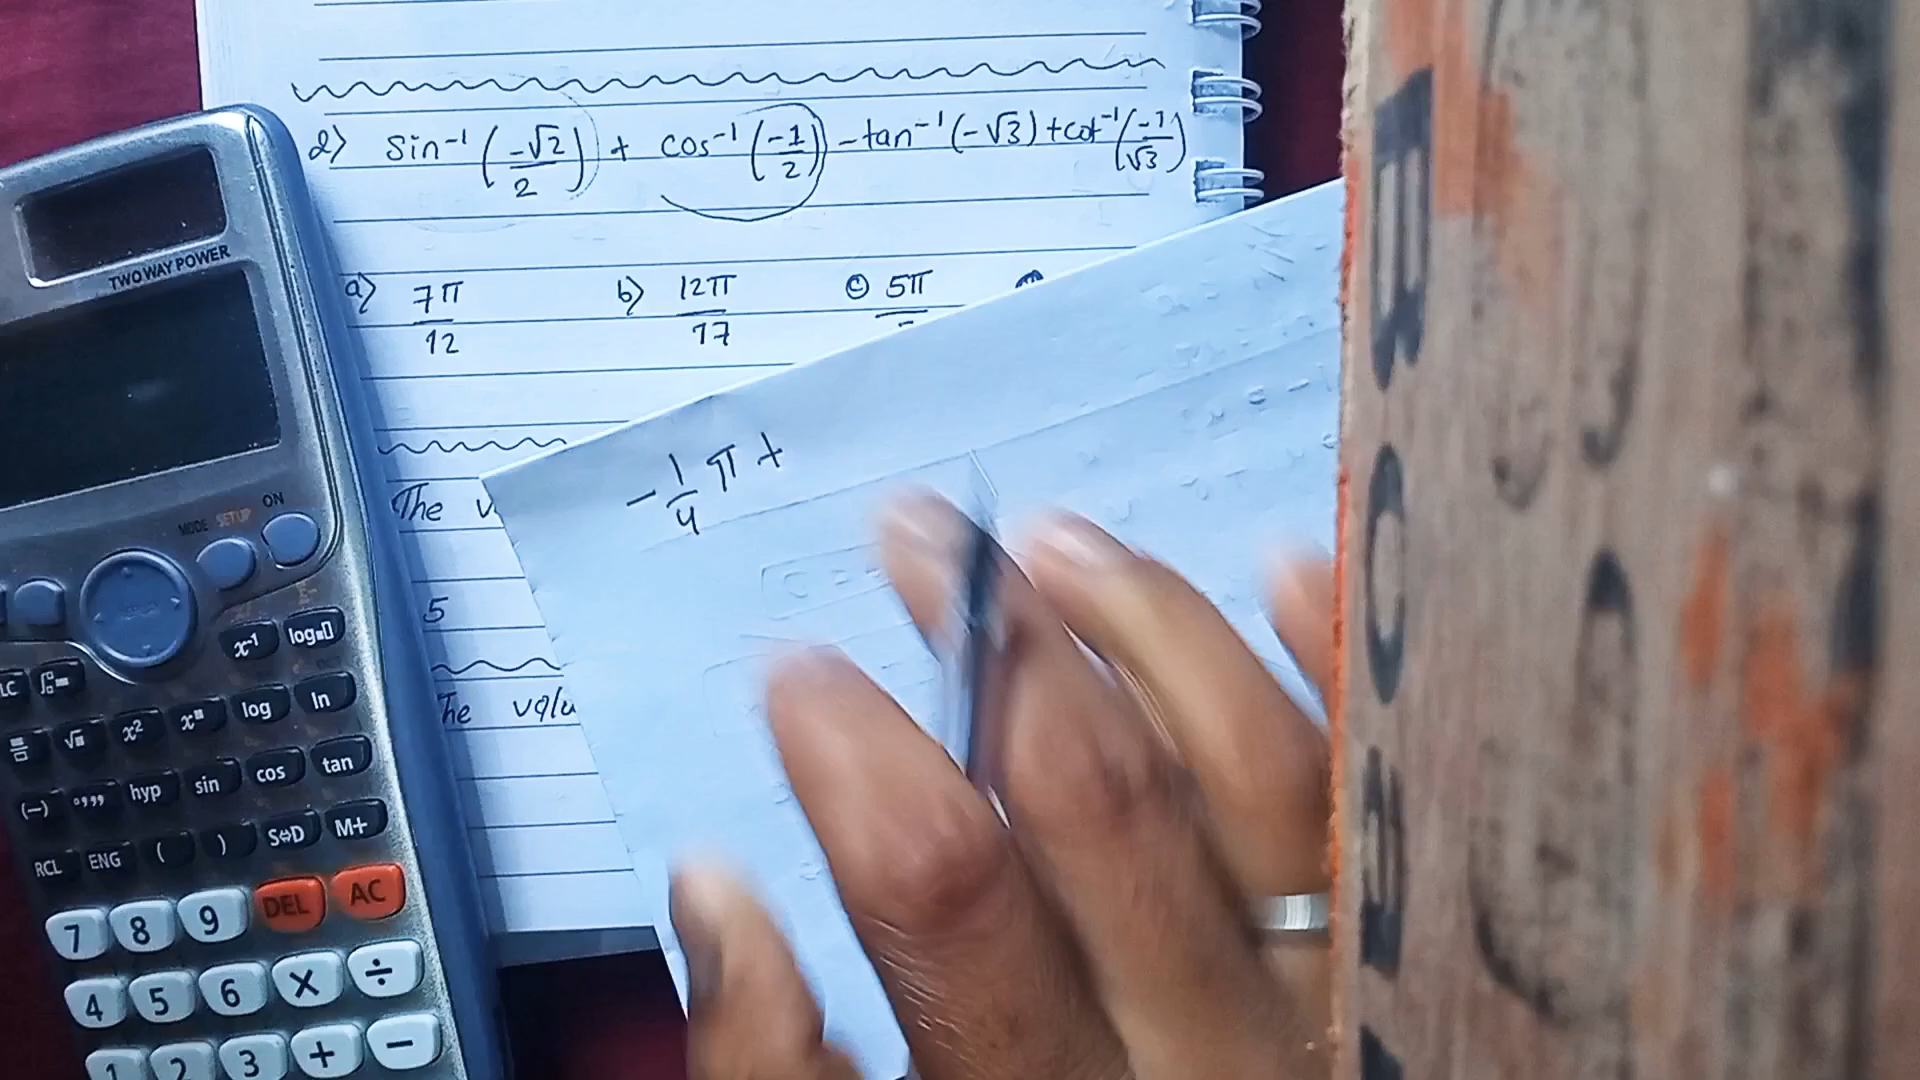 2) sin⁻¹(-√2/2) + cos⁻¹(-1/2) - tan⁻¹(-√3) + cot⁻¹(-1/√3)
a) 7π/12 b) 12π/17 c) 5π
-1/4 π +
The
5
The valu
TWO WAY POWER
MODE SETUP ON
x⁻¹ log
x² xⁿ log ln
(−) °,,, hyp sin cos tan
RCL ENG ( ) S⇔D M+
7 8 9 DEL AC
4 5 6 × ÷
1 2 3 + −